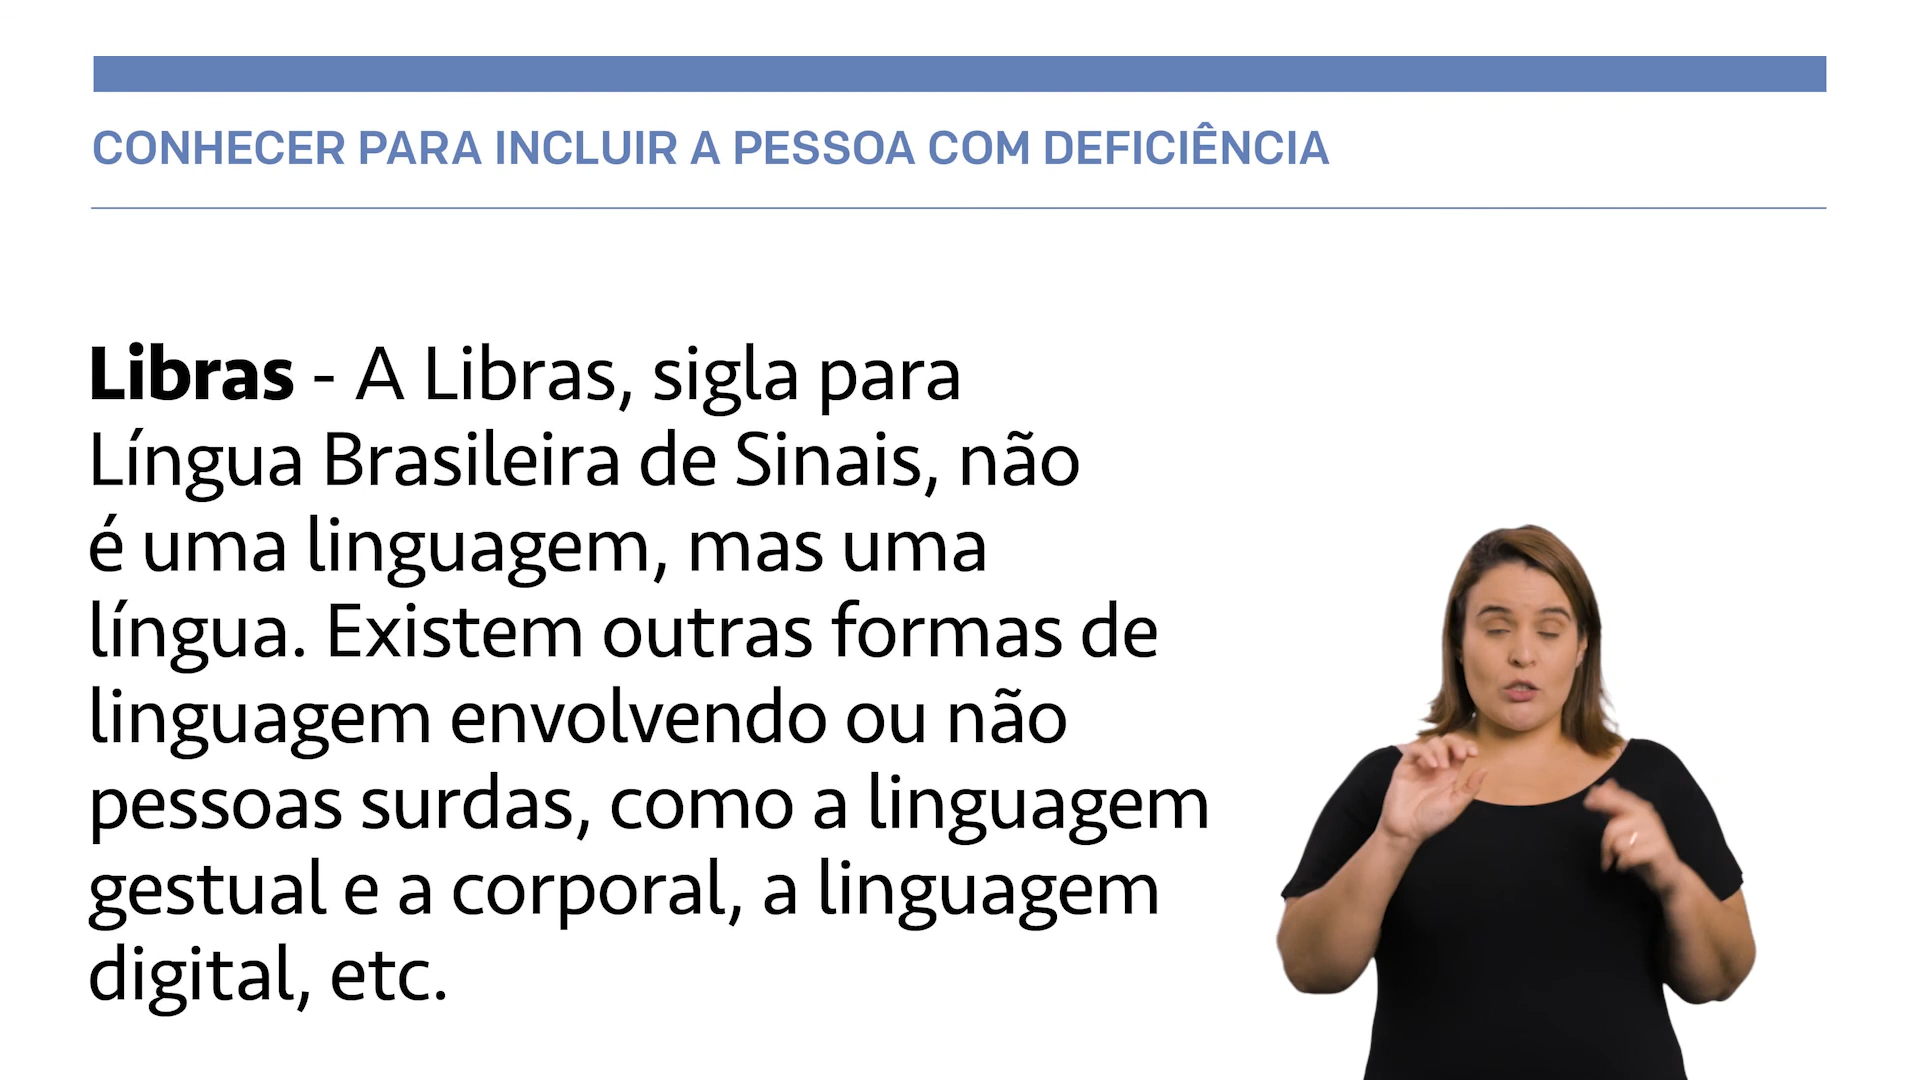 CONHECER PARA INCLUIR A PESSOA COM DEFICIÊNCIA
Libras - A Libras, sigla para
Língua Brasileira de Sinais, não
é uma linguagem, mas uma
língua. Existem outras formas de
linguagem envolvendo ou não
pessoas surdas, como a linguagem
gestual e a corporal, a linguagem
digital, etc.